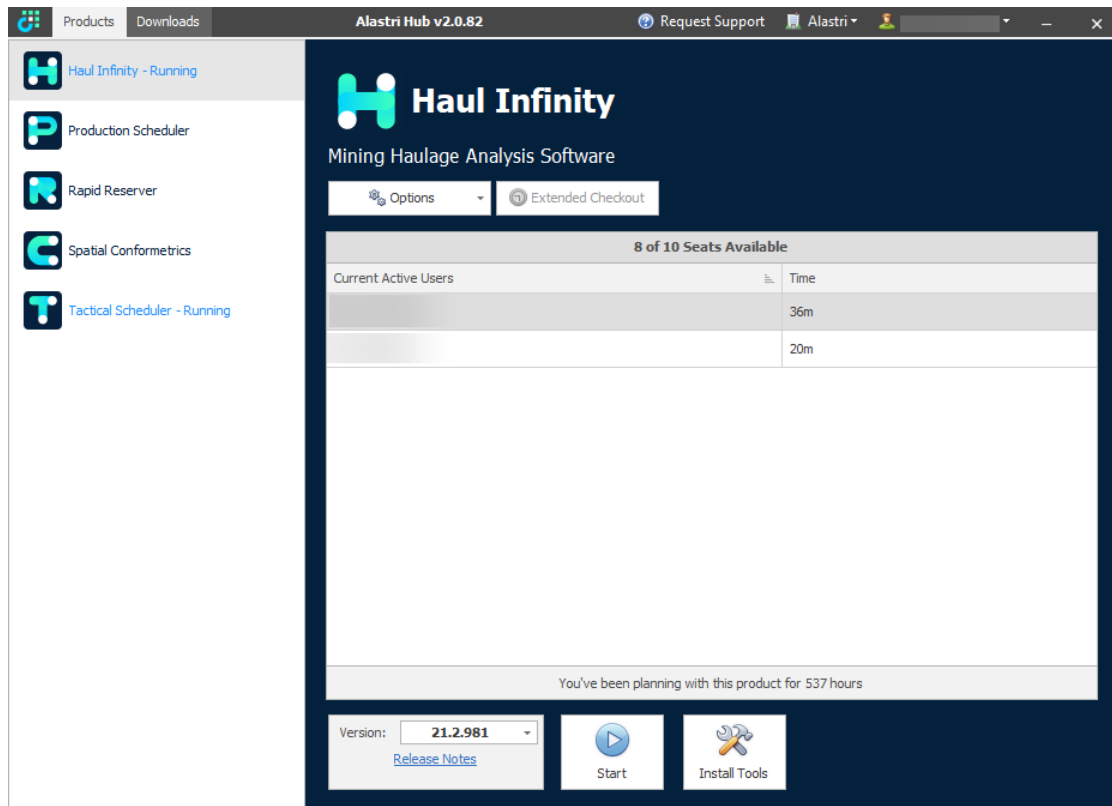 Products Downloads Alastri Hub v2.0.82 Request Support Alastri
Haul Infinity - Running
Production Scheduler
Rapid Reserver
Spatial Conformetrics
Tactical Scheduler - Running
Haul Infinity
Mining Haulage Analysis Software
Options Extended Checkout
8 of 10 Seats Available
Current Active Users Time
36m
20m
You've been planning with this product for 537 hours
Version: 21.2.981
Release Notes
Start
Install Tools